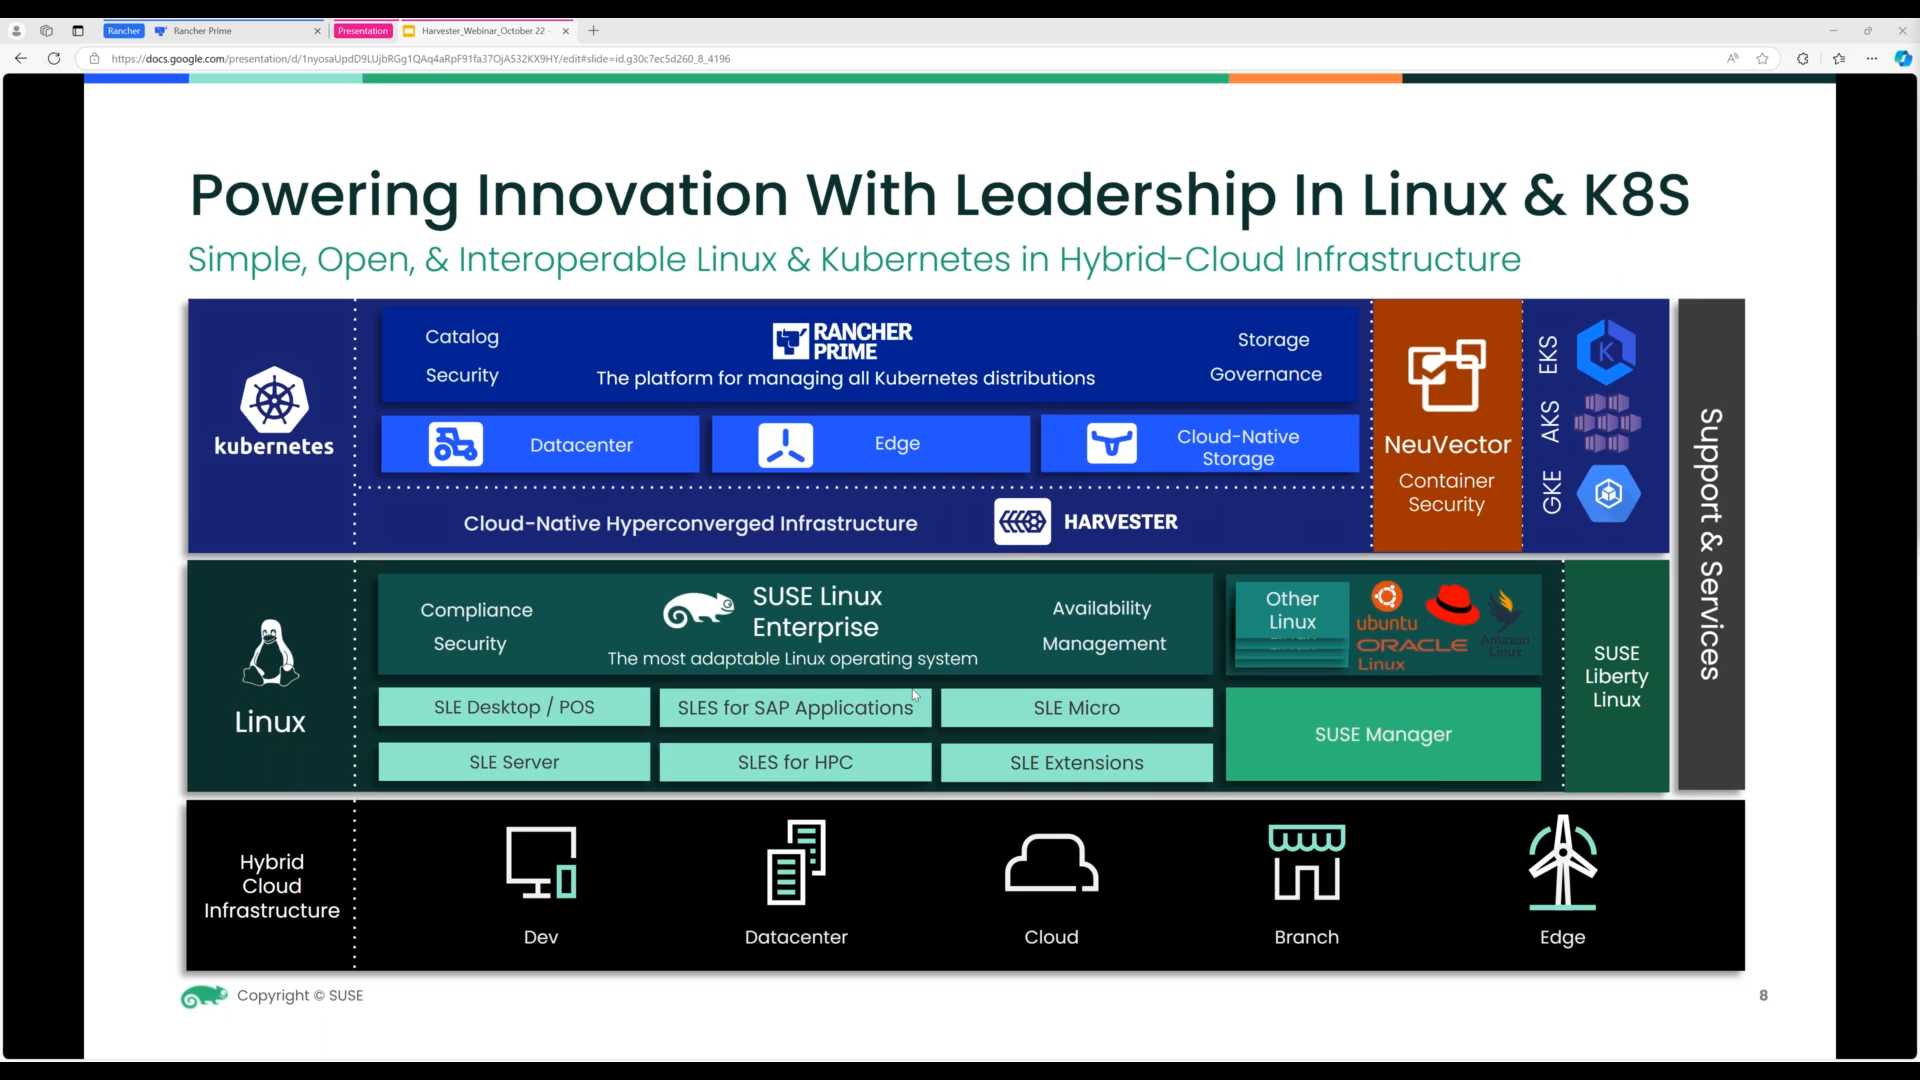 Rancher
Rancher Prime
Presentation
Harvester_Webinar_October 22 -
https://docs.google.com/presentation/d/1nyosaUpdD9LUjbRGg1QAq4aRpF91fa37OjA532KX9HY/edit#slide=id.g30c7ec5d260_8_4196
Powering Innovation With Leadership In Linux & K8S
Simple, Open, & Interoperable Linux & Kubernetes in Hybrid-Cloud Infrastructure
kubernetes
Catalog
Security
RANCHER
PRIME
The platform for managing all Kubernetes distributions
Storage
Governance
Datacenter
Edge
Cloud-Native
Storage
Cloud-Native Hyperconverged Infrastructure
HARVESTER
NeuVector
Container
Security
EKS
AKS
GKE
Support & Services
Linux
Compliance
Security
SUSE Linux
Enterprise
The most adaptable Linux operating system
Availability
Management
Other
Linux
ubuntu
ORACLE
Linux
Amazon
Linux
SLE Desktop / POS
SLES for SAP Applications
SLE Micro
SLE Server
SLES for HPC
SLE Extensions
SUSE Manager
SUSE
Liberty
Linux
Hybrid
Cloud
Infrastructure
Dev
Datacenter
Cloud
Branch
Edge
Copyright © SUSE
8